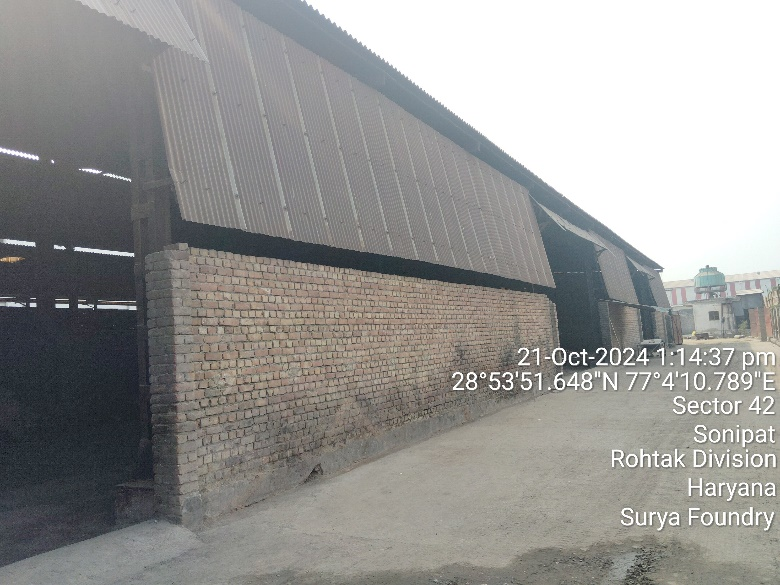 21-Oct-2024 1:14:37 pm
28°53'51.648"N 77°4'10.789"E
Sector 42
Sonipat
Rohtak Division
Haryana
Surya Foundry